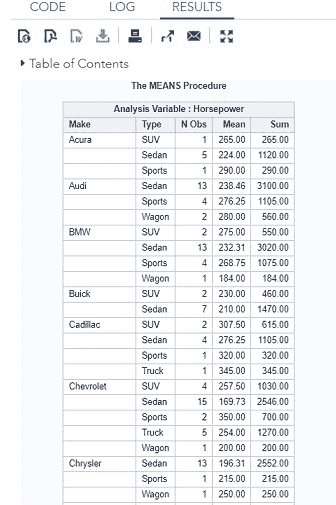 CODE LOG RESULTS
Table of Contents
The MEANS Procedure
Analysis Variable : Horsepower
Make Type N Obs Mean Sum
Acura SUV 1 265.00 265.00
Sedan 5 224.00 1120.00
Sports 1 290.00 290.00
Audi Sedan 13 238.46 3100.00
Sports 4 276.25 1105.00
Wagon 2 280.00 560.00
BMW SUV 2 275.00 550.00
Sedan 13 232.31 3020.00
Sports 4 268.75 1075.00
Wagon 1 184.00 184.00
Buick SUV 2 230.00 460.00
Sedan 7 210.00 1470.00
Cadillac SUV 2 307.50 615.00
Sedan 4 276.25 1105.00
Sports 1 320.00 320.00
Truck 1 345.00 345.00
Chevrolet SUV 4 257.50 1030.00
Sedan 15 169.73 2546.00
Sports 2 350.00 700.00
Truck 5 254.00 1270.00
Wagon 1 200.00 200.00
Chrysler Sedan 13 196.31 2552.00
Sports 1 215.00 215.00
Wagon 1 250.00 250.00